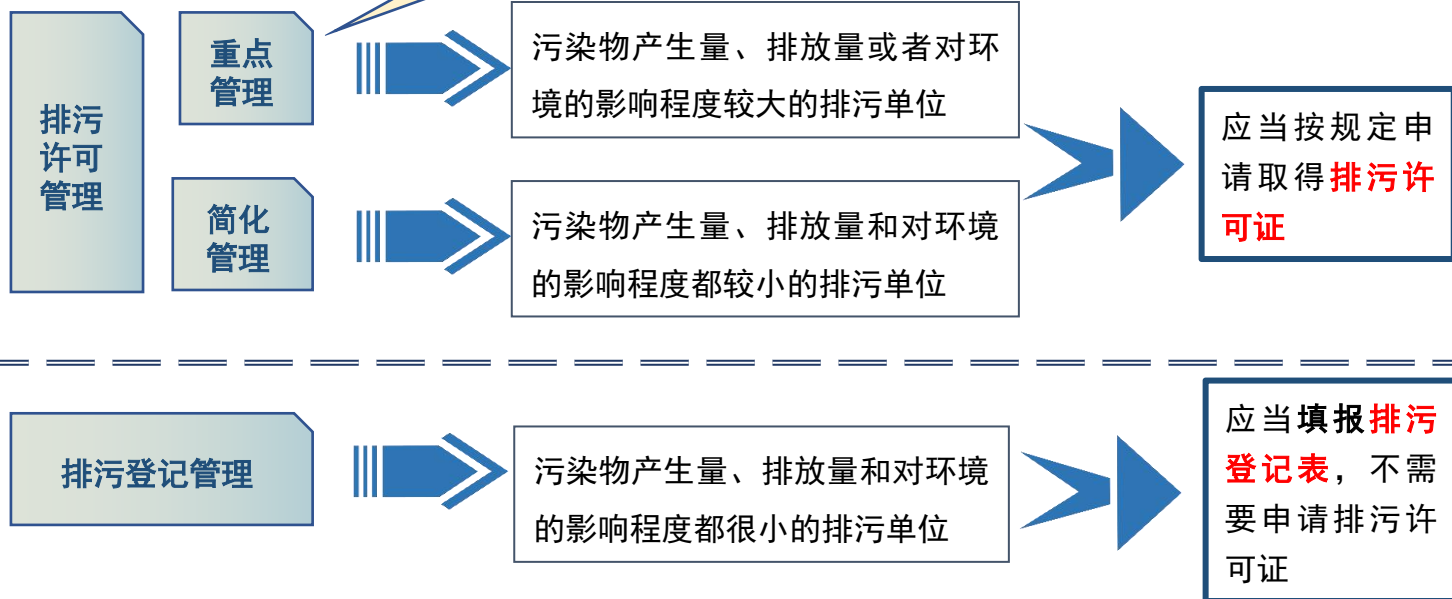 排污
许可
管理
重点
管理
污染物产生量、排放量或者对环
境的影响程度较大的排污单位
简化
管理
污染物产生量、排放量和对环境
的影响程度都较小的排污单位
应当按规定申
请取得排污许
可证
排污登记管理
污染物产生量、排放量和对环境
的影响程度都很小的排污单位
应当填报排污
登记表，不需
要申请排污许
可证